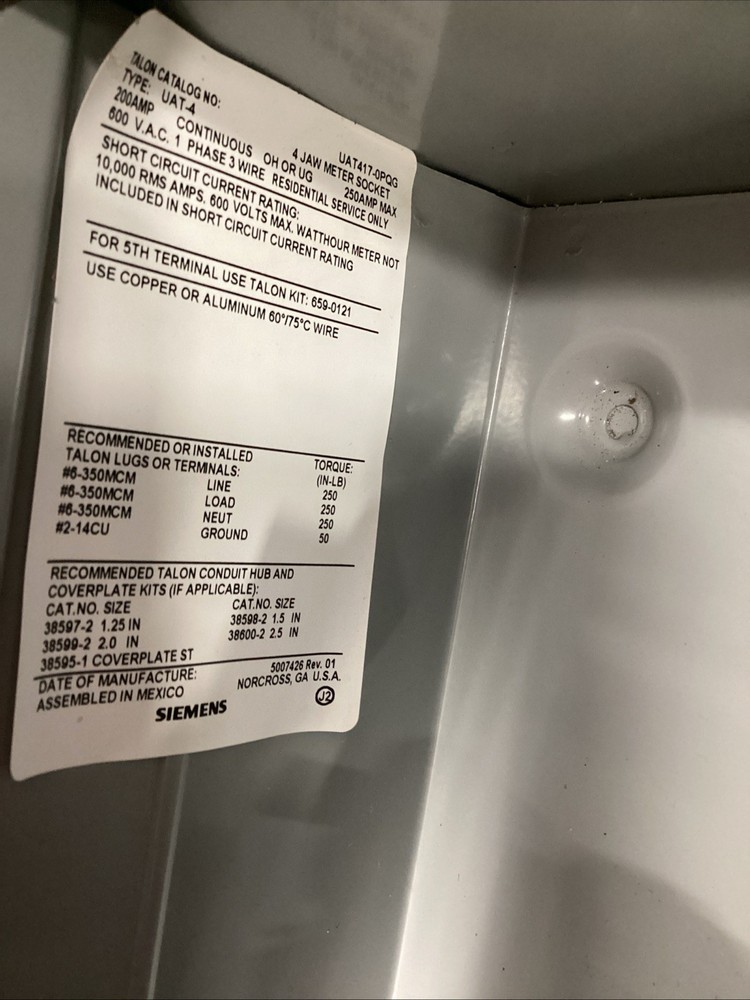 TALON CATALOG NO: UAT417-0PQG
TYPE: UAT-4 4 JAW METER SOCKET
200AMP CONTINUOUS OH OR UG 250AMP MAX
600 V.A.C. 1 PHASE 3 WIRE RESIDENTIAL SERVICE ONLY
SHORT CIRCUIT CURRENT RATING:
10,000 RMS AMPS, 600 VOLTS MAX. WATTHOUR METER NOT
INCLUDED IN SHORT CIRCUIT CURRENT RATING
FOR 5TH TERMINAL USE TALON KIT: 659-0121
USE COPPER OR ALUMINUM 60°/75°C WIRE
RECOMMENDED OR INSTALLED
TALON LUGS OR TERMINALS: TORQUE:
(IN-LB)
#6-350MCM LINE 250
#6-350MCM LOAD 250
#6-350MCM NEUT 250
#2-14CU GROUND 50
RECOMMENDED TALON CONDUIT HUB AND
COVERPLATE KITS (IF APPLICABLE):
CAT.NO. SIZE CAT.NO. SIZE
38597-2 1.25 IN 38598-2 1.5 IN
38599-2 2.0 IN 38600-2 2.5 IN
38595-1 COVERPLATE ST
5007426 Rev. 01
DATE OF MANUFACTURE: NORCROSS, GA U.S.A.
ASSEMBLED IN MEXICO J2
SIEMENS